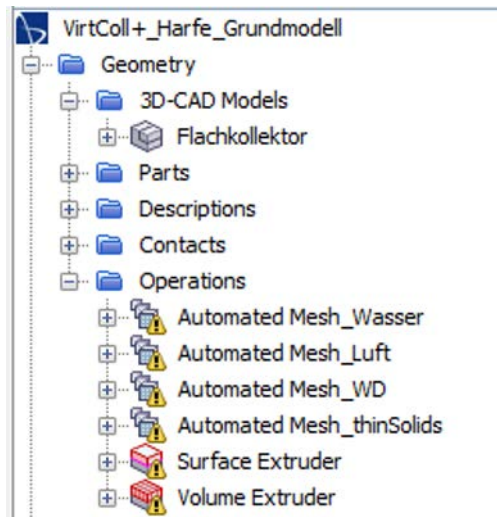 VirtColl+_Harfe_Grundmodell
Geometry
3D-CAD Models
Flachkollektor
Parts
Descriptions
Contacts
Operations
Automated Mesh_Wasser
Automated Mesh_Luft
Automated Mesh_WD
Automated Mesh_thinSolids
Surface Extruder
Volume Extruder